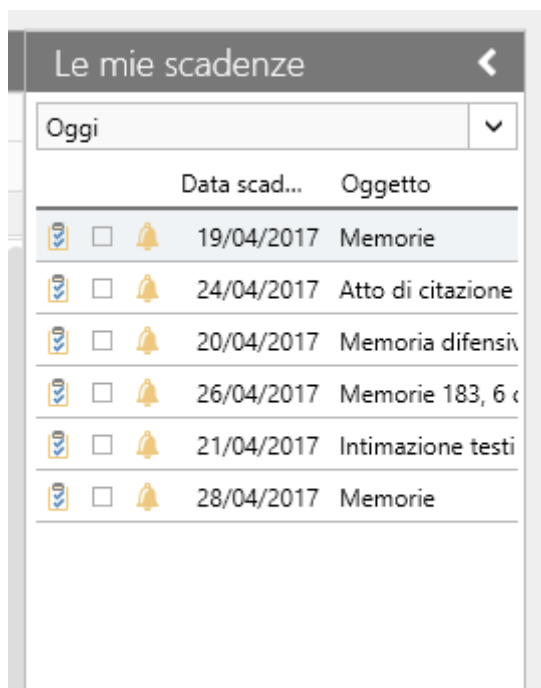 Le mie scadenze
Oggi
Data scad... Oggetto
19/04/2017 Memorie
24/04/2017 Atto di citazione
20/04/2017 Memoria difensiv
26/04/2017 Memorie 183, 6
21/04/2017 Intimazione testi
28/04/2017 Memorie